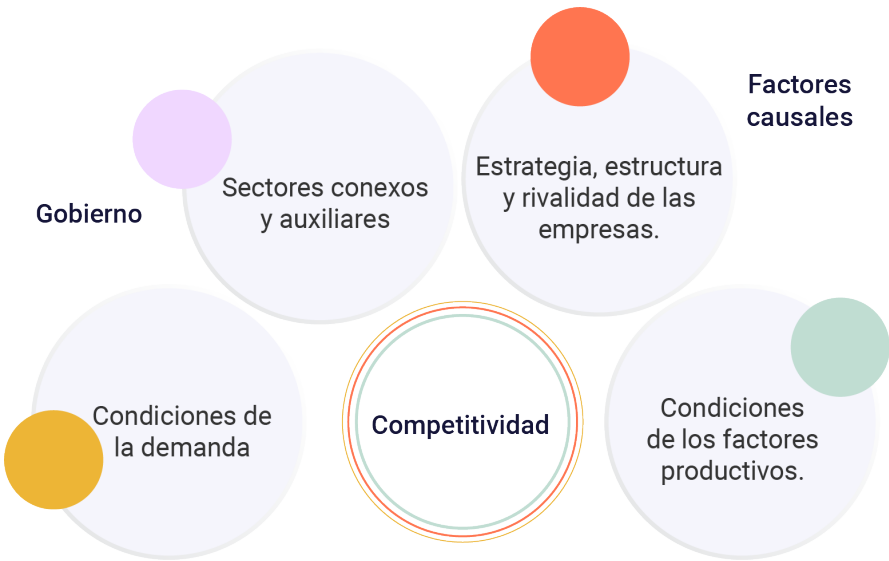 Factores
causales
Estrategia, estructura
y rivalidad de las
empresas.
Sectores conexos
y auxiliares
Gobierno
Condiciones de
la demanda
Competitividad
Condiciones
de los factores
productivos.